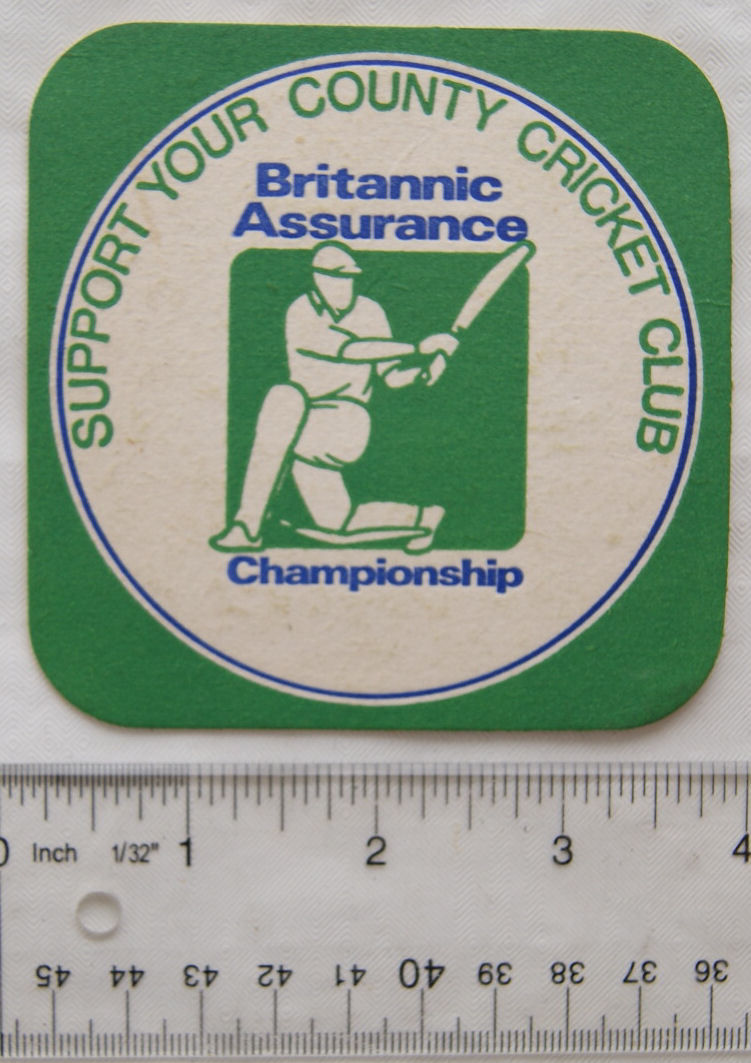 SUPPORT YOUR COUNTY CRICKET CLUB
Britannic
Assurance
Championship
0 Inch 1/32" 1 2 3 4
45 44 43 42 41 40 39 38 37 36